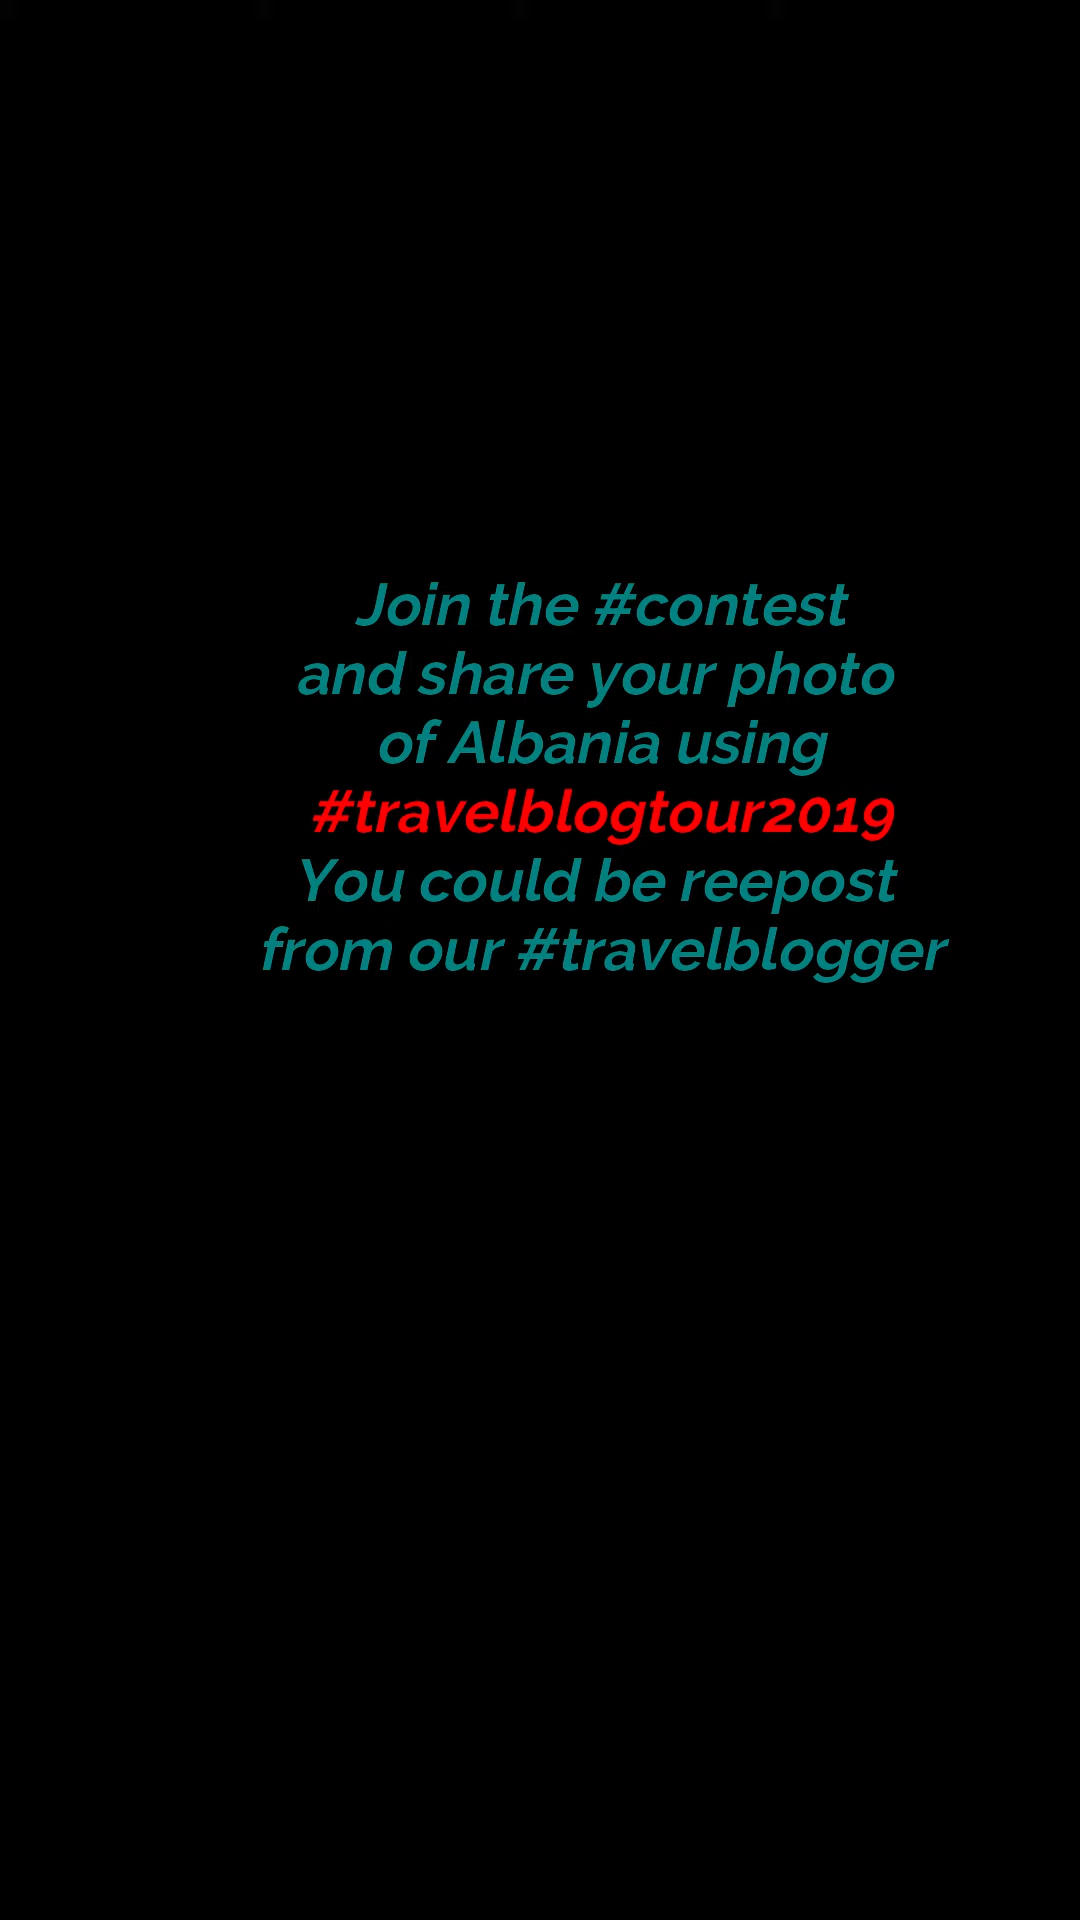 Join the #contest
and share your photo
of Albania using
#travelblogtour2019
You could be reepost
from our #travelblogger